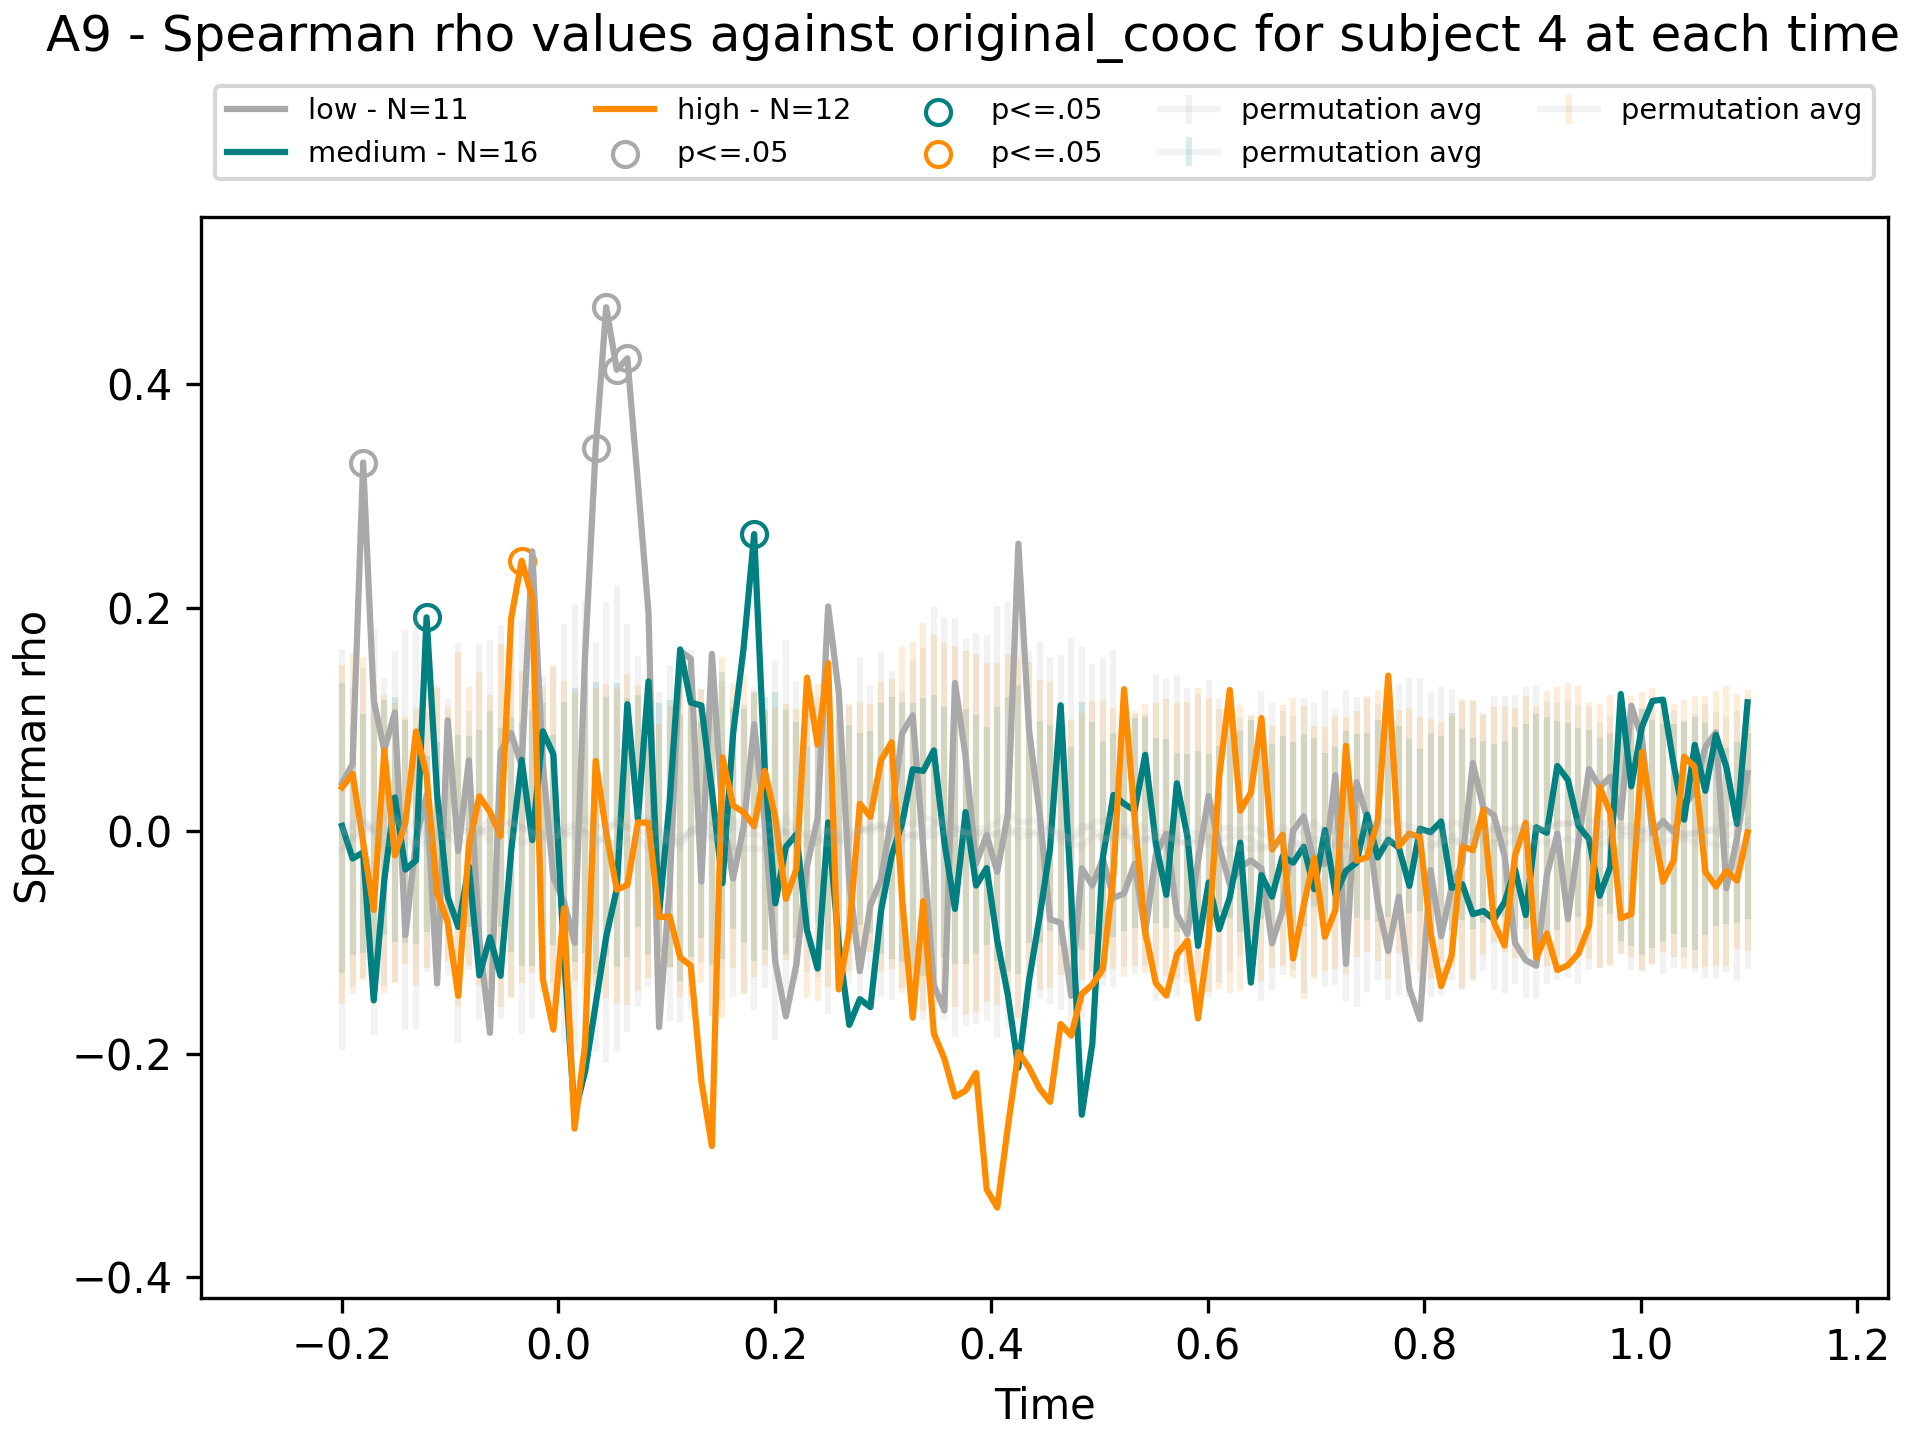 A9 - Spearman rho values against original_cooc for subject 4 at each time
low - N=11
medium - N=16
high - N=12
p<=.05
p<=.05
p<=.05
permutation avg
permutation avg
permutation avg
Spearman rho
0.4
0.2
0.0
−0.2
−0.4
−0.2 0.0 0.2 0.4 0.6 0.8 1.0 1.2
Time